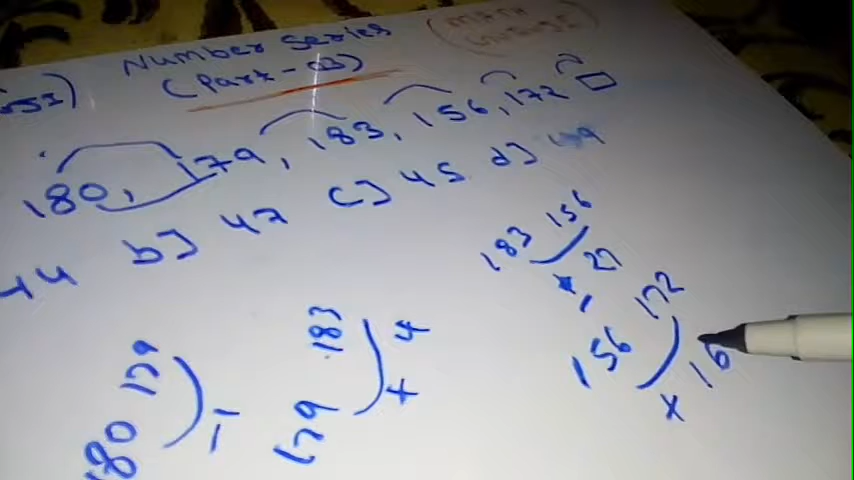 Number Series
(Part-03)
180, 179, 183, 156, 172
44 b] 47 c] 45 d]
183 156
27
-
156 172
+ 16
180 179
- 1
179 183
+ 4